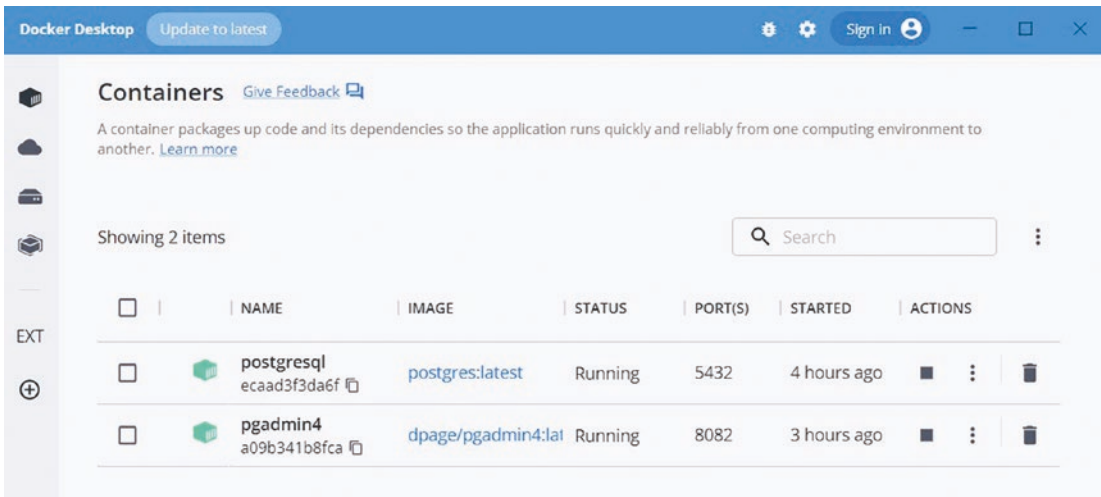 Docker Desktop Update to latest Sign in
Containers Give Feedback
A container packages up code and its dependencies so the application runs quickly and reliably from one computing environment to
another. Learn more
Showing 2 items Search
NAME IMAGE STATUS PORT(S) STARTED ACTIONS
EXT
postgresql
ecaad3f3da6f postgres:latest Running 5432 4 hours ago
pgadmin4
a09b341b8fca dpage/pgadmin4:lat Running 8082 3 hours ago